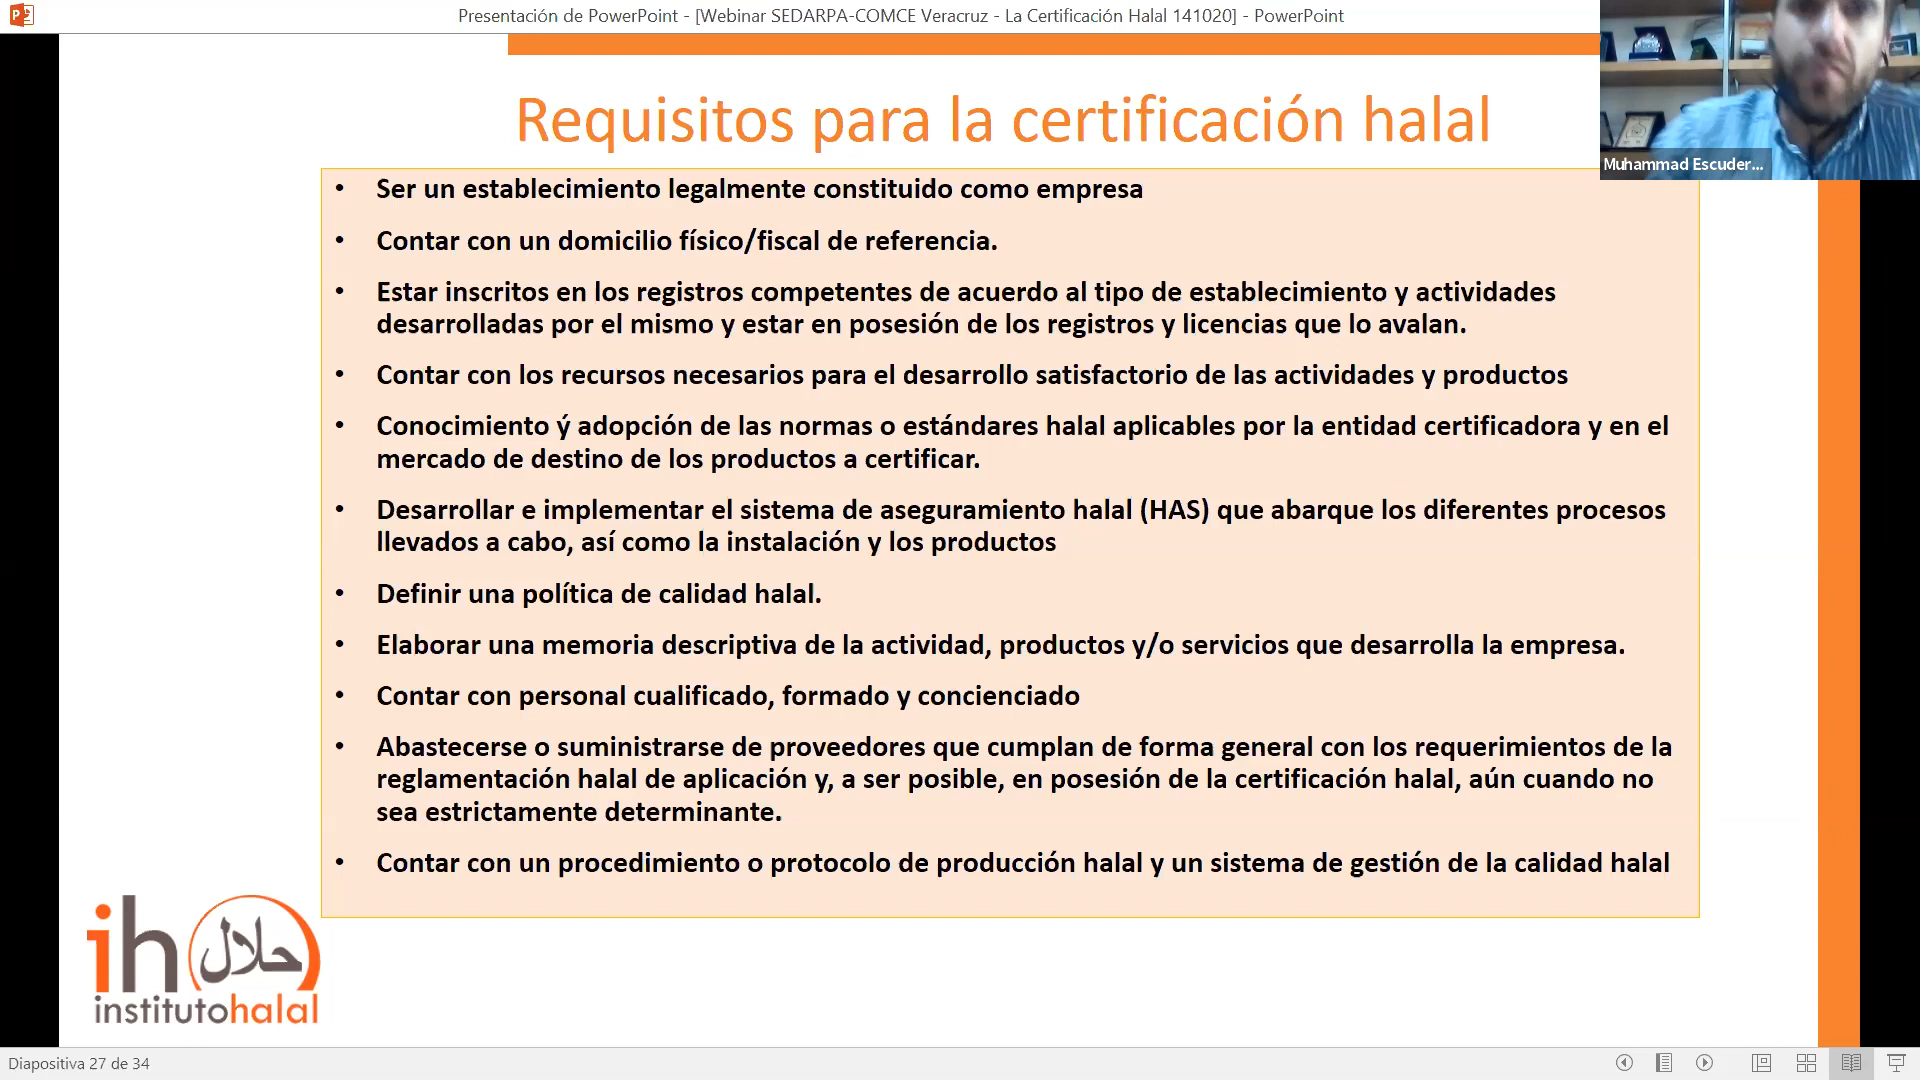 Presentación de PowerPoint - [Webinar SEDARPA-COMCE Veracruz - La Certificación Halal 141020] - PowerPoint
Muhammad Escuder...
Requisitos para la certificación halal
• Ser un establecimiento legalmente constituido como empresa
• Contar con un domicilio físico/fiscal de referencia.
• Estar inscritos en los registros competentes de acuerdo al tipo de establecimiento y actividades
desarrolladas por el mismo y estar en posesión de los registros y licencias que lo avalan.
• Contar con los recursos necesarios para el desarrollo satisfactorio de las actividades y productos
• Conocimiento ý adopción de las normas o estándares halal aplicables por la entidad certificadora y en el
mercado de destino de los productos a certificar.
• Desarrollar e implementar el sistema de aseguramiento halal (HAS) que abarque los diferentes procesos
llevados a cabo, así como la instalación y los productos
• Definir una política de calidad halal.
• Elaborar una memoria descriptiva de la actividad, productos y/o servicios que desarrolla la empresa.
• Contar con personal cualificado, formado y concienciado
• Abastecerse o suministrarse de proveedores que cumplan de forma general con los requerimientos de la
reglamentación halal de aplicación y, a ser posible, en posesión de la certificación halal, aún cuando no
sea estrictamente determinante.
• Contar con un procedimiento o protocolo de producción halal y un sistema de gestión de la calidad halal
ih حلال
institutohalal
Diapositiva 27 de 34